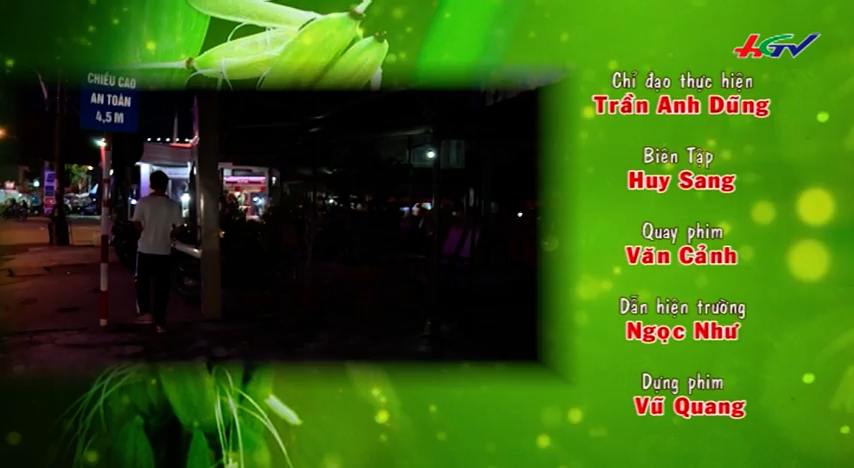 HGTV
CHIỀU CAO
AN TOÀN
4,5 M
Chỉ đạo thực hiện
Trần Anh Dũng
Biên Tập
Huy Sang
Quay phim
Văn Cảnh
Dẫn hiện trường
Ngọc Như
Dựng phim
Vũ Quang